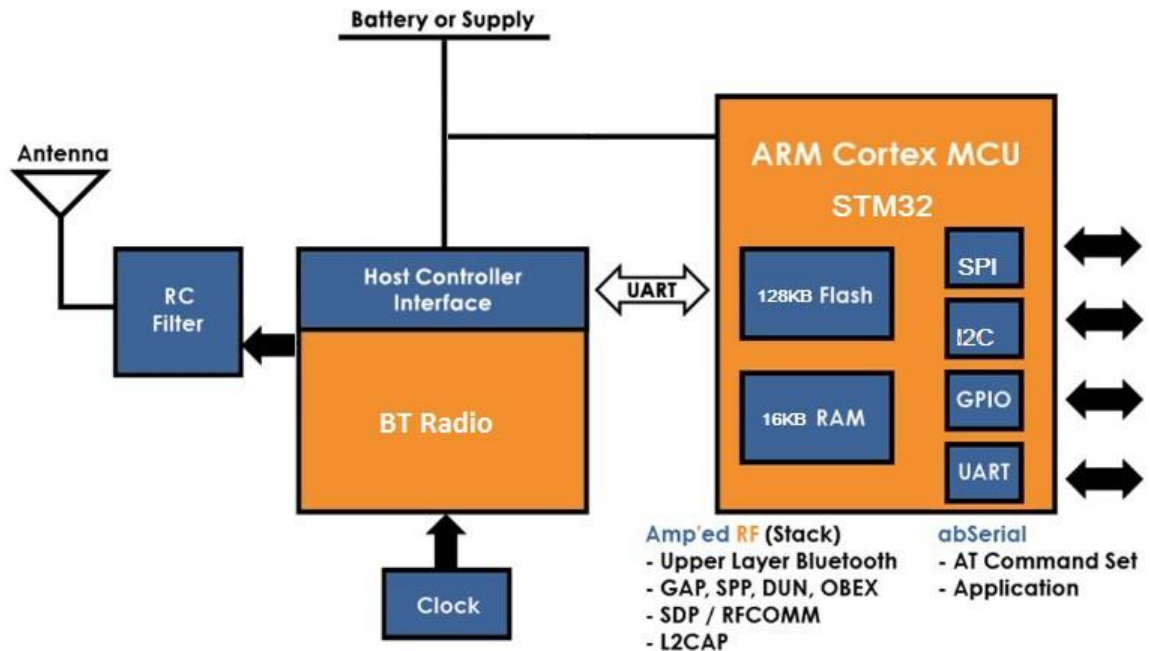 Battery or Supply
Antenna
RC
Filter
Host Controller
Interface
BT Radio
Clock
UART
ARM Cortex MCU
STM32
128KB Flash
16KB RAM
SPI
I2C
GPIO
UART
Amp'ed RF (Stack)
- Upper Layer Bluetooth
- GAP, SPP, DUN, OBEX
- SDP / RFCOMM
- L2CAP
abSerial
- AT Command Set
- Application